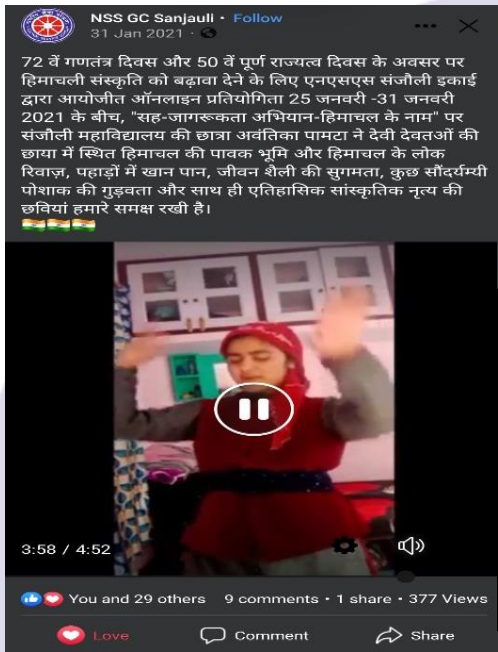 NSS GC Sanjauli • Follow
31 Jan 2021 ·
72 वें गणतंत्र दिवस और 50 वें पूर्ण राज्यत्व दिवस के अवसर पर
हिमाचली संस्कृति को बढ़ावा देने के लिए एनएसएस संजौली इकाई
द्वारा आयोजीत ऑनलाइन प्रतियोगिता 25 जनवरी -31 जनवरी
2021 के बीच, "सह-जागरूकता अभियान-हिमाचल के नाम" पर
संजौली महाविद्यालय की छात्रा अवंतिका पामटा ने देवी देवतओं की
छाया में स्थित हिमाचल की पावक भूमि और हिमाचल के लोक
रिवाज़, पहाड़ों में खान पान, जीवन शैली की सुगमता, कुछ सौंदर्यम्यी
पोशाक की गुड़वता और साथ ही एतिहासिक सांस्कृतिक नृत्य की
छवियां हमारे समक्ष रखी है।
3:58 / 4:52
You and 29 others 9 comments • 1 share • 377 Views
Love Comment Share